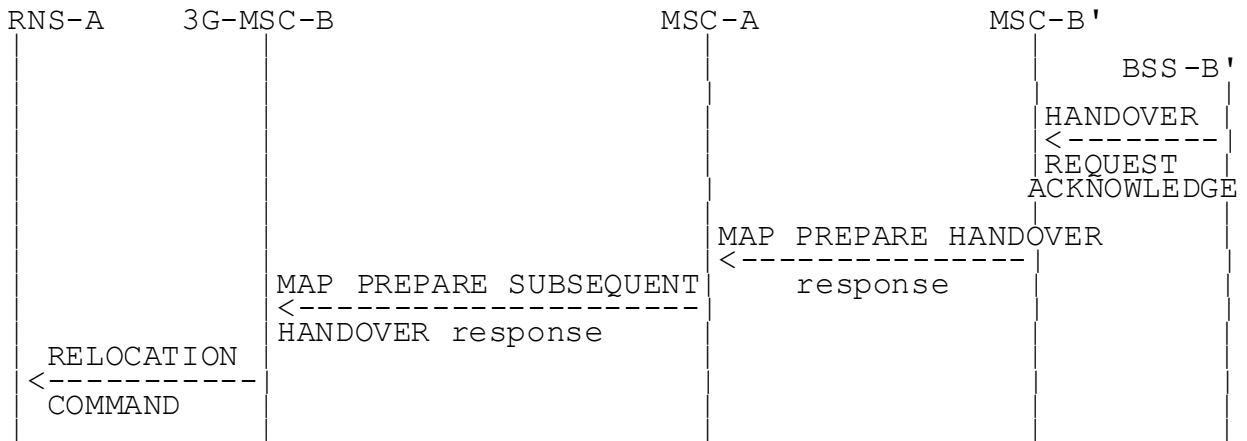 RNS-A 3G-MSC-B MSC-A MSC-B'
BSS-B'
HANDOVER
REQUEST
ACKNOWLEDGE
MAP PREPARE HANDOVER
response
MAP PREPARE SUBSEQUENT
HANDOVER response
RELOCATION
COMMAND